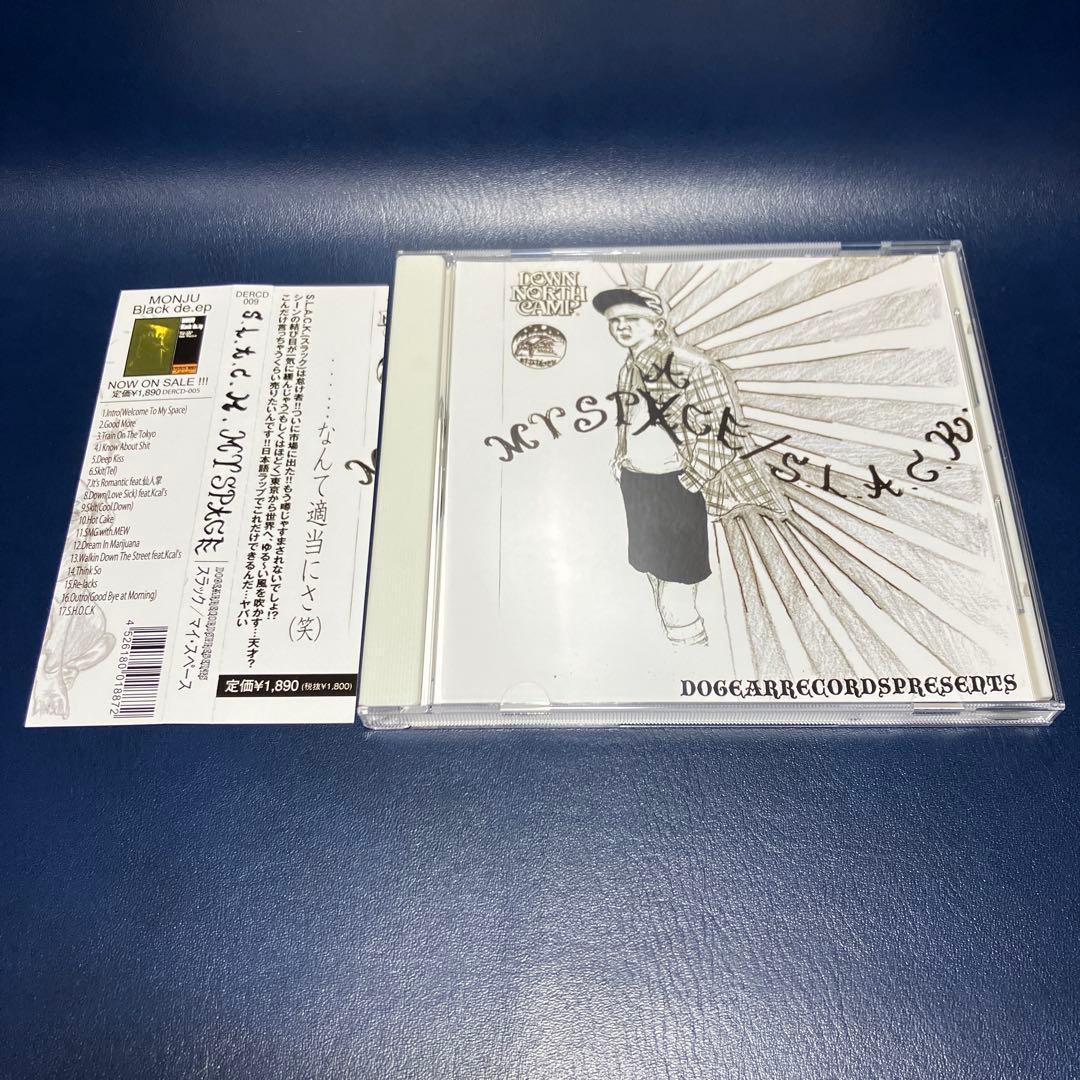 MONJU
Black de.ep
NOW ON SALE !!!
定価¥1,890 DERCD-005
1.Intro(Welcome To My Space)
2.Good More
3.Train On The Tokyo
4.I Know About Shit
5.Deep Kiss
6.Skit(Tel)
7.It's Romantic feat.仙人掌
8.Down(Love Sick) feat.Kcal's
9.Skit(Cool.Down)
10.Hot Cake
11.SMG with.MEW
12.Dream In Marijuana
13.Walkin Down The Street feat.Kcal's
14.Think So
15.Re-lacks
16.Outro(Good Bye at Morning)
17.S.H.O.C.K
4526180018872
DERCD
009
S.L.A.C.K. MY SPACE
DOGEARRECORDSPRESENTS
スラック/マイ・スペース
S.L.A.C.K.(スラック)は怠け者!!ついに市場に出た!!もう噂じゃすまされないでしょ!?
シーンの結び目が一気に緩んじゃう(もしくはほどく)東京から世界へ、ゆる〜い風を吹かす…天才?
こんだけ言っちゃうくらい売りたいんです!!日本語ラップでこれだけできるんだ…ヤバい
........なんて適当にさ(笑)
定価¥1,890 (税抜¥1,800)
DOWN
NORTH
CAMP
MY SPACE/S.L.A.C.K.
DOGEARRECORDSPRESENTS